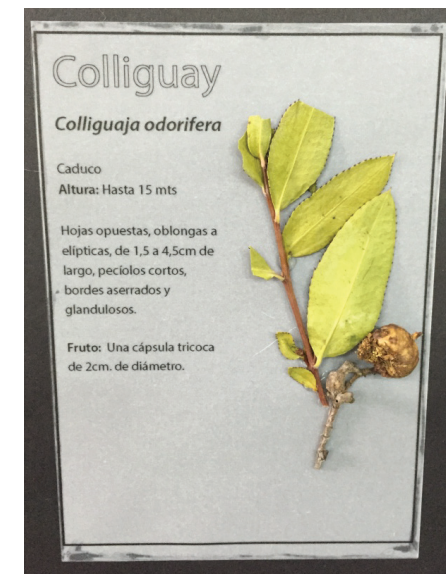 Colliguay
Colliguaja odorifera
Caduco
Altura: Hasta 15 mts
Hojas opuestas, oblongas a
elípticas, de 1,5 a 4,5cm de
largo, pecíolos cortos,
bordes aserrados y
glandulosos.
Fruto: Una cápsula tricoca
de 2cm. de diámetro.